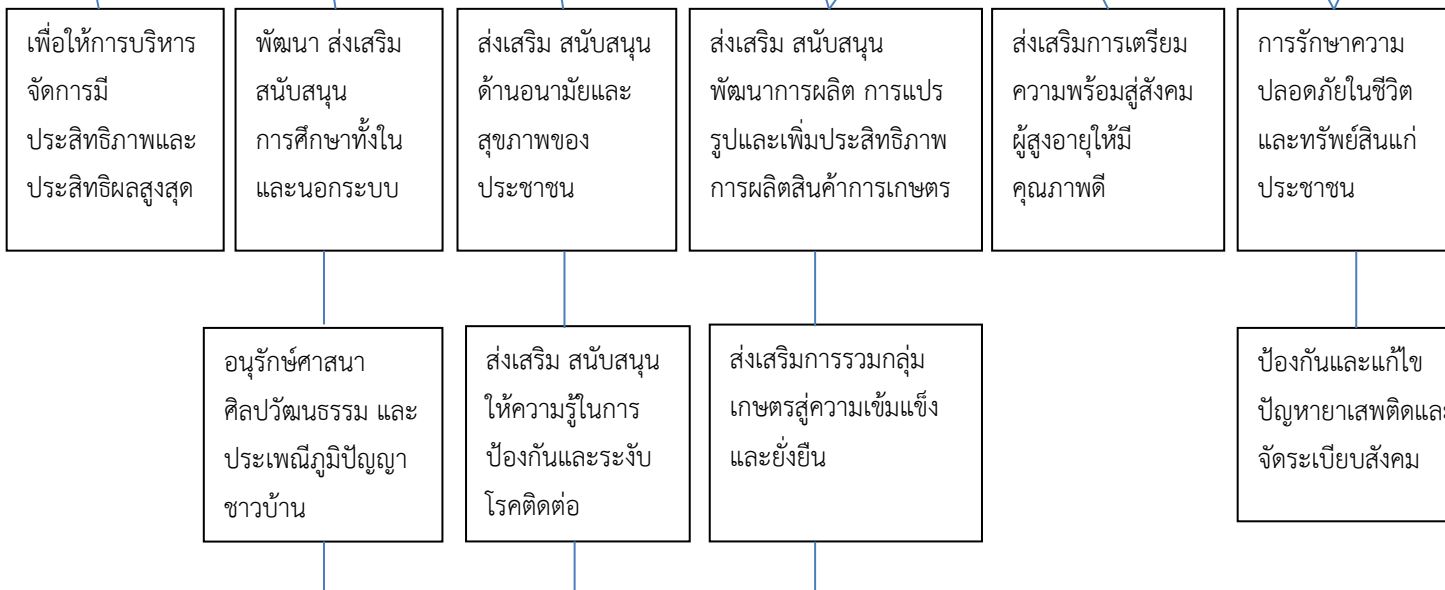 เพื่อให้การบริหาร
จัดการมี
ประสิทธิภาพและ
ประสิทธิผลสูงสุด
พัฒนา ส่งเสริม
สนับสนุน
การศึกษาทั้งใน
และนอกระบบ
ส่งเสริม สนับสนุน
ด้านอนามัยและ
สุขภาพของ
ประชาชน
ส่งเสริม สนับสนุน
พัฒนาการผลิต การแปร
รูปและเพิ่มประสิทธิภาพ
การผลิตสินค้าการเกษตร
ส่งเสริมการเตรียม
ความพร้อมสู่สังคม
ผู้สูงอายุให้มี
คุณภาพดี
การรักษาความ
ปลอดภัยในชีวิต
และทรัพย์สินแก่
ประชาชน
อนุรักษ์ศาสนา
ศิลปวัฒนธรรม และ
ประเพณีภูมิปัญญา
ชาวบ้าน
ส่งเสริม สนับสนุน
ให้ความรู้ในการ
ป้องกันและระงับ
โรคติดต่อ
ส่งเสริมการรวมกลุ่ม
เกษตรสู่ความเข้มแข็ง
และยั่งยืน
ป้องกันและแก้ไข
ปัญหายาเสพติดและ
จัดระเบียบสังคม